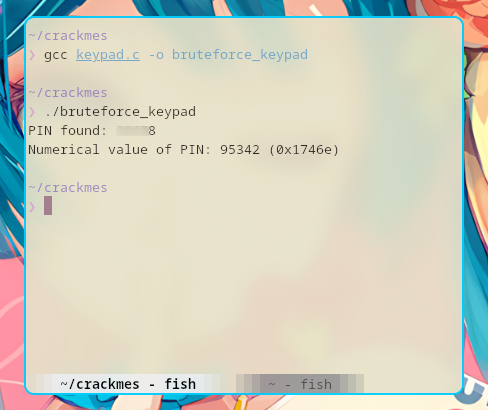 ~/crackmes
❯ gcc keypad.c -o bruteforce_keypad
~/crackmes
❯ ./bruteforce_keypad
PIN found: 8
Numerical value of PIN: 95342 (0x1746e)
~/crackmes
❯
~/crackmes - fish
~ - fish